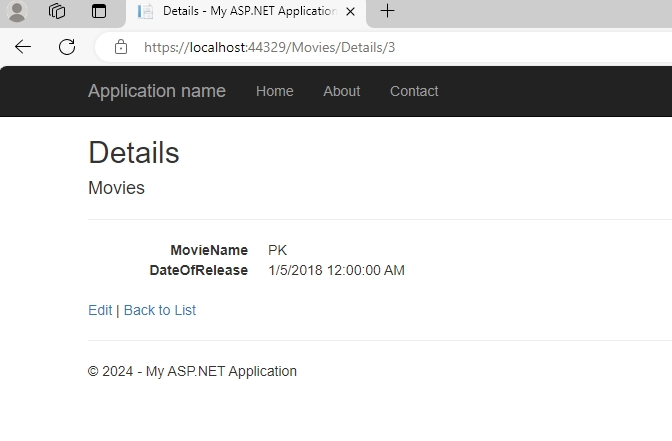 Details - My ASP.NET Application
https://localhost:44329/Movies/Details/3
Application name Home About Contact
Details
Movies
MovieName PK
DateOfRelease 1/5/2018 12:00:00 AM
Edit | Back to List
© 2024 - My ASP.NET Application